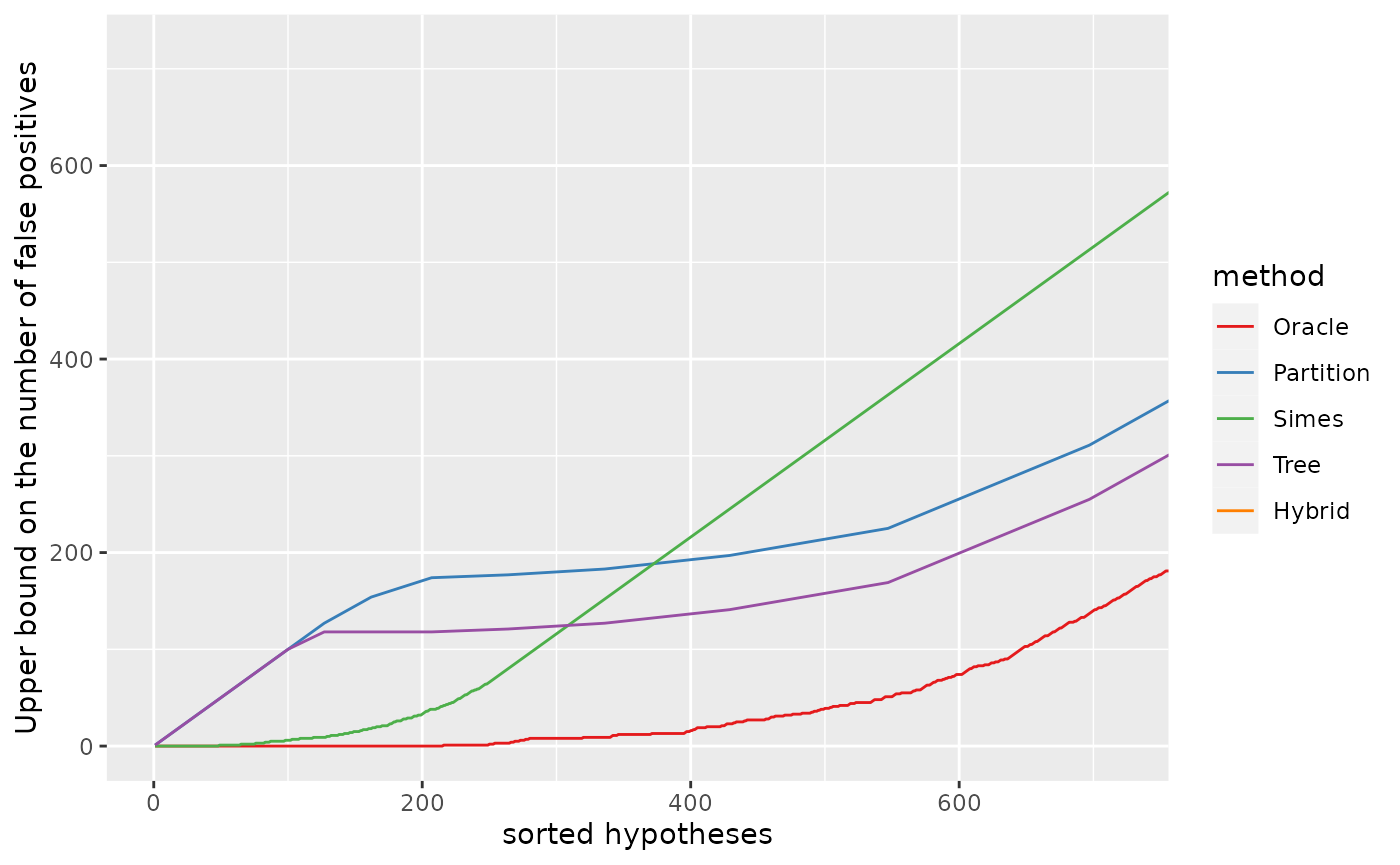 Upper bound on the number of false positives
600
400
200
0
0
200
400
600
sorted hypotheses
method
Oracle
Partition
Simes
Tree
Hybrid